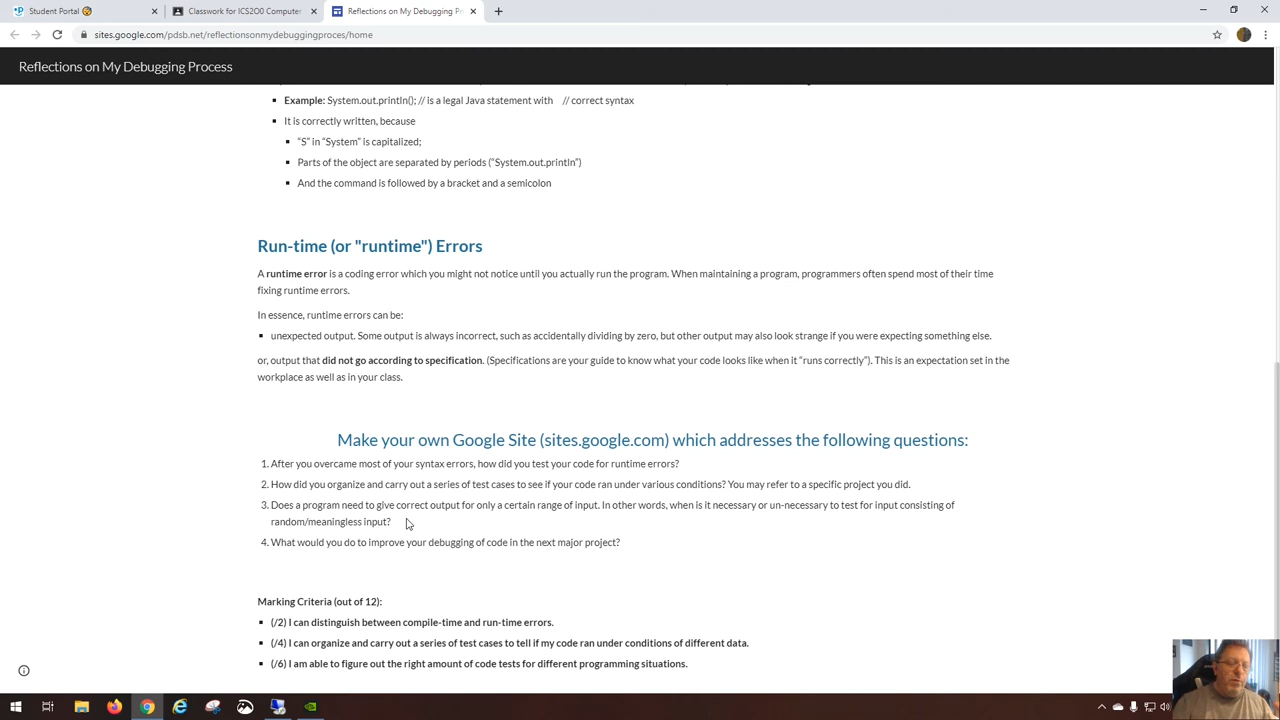 Student Portal
Classwork for ICS2O0 Computer
Reflections on My Debugging Pr
sites.google.com/pdsb.net/reflectionsonmydebuggingproces/home
Reflections on My Debugging Process
Example: System.out.println(); // is a legal Java statement with // correct syntax
It is correctly written, because
"S" in "System" is capitalized;
Parts of the object are separated by periods ("System.out.println")
And the command is followed by a bracket and a semicolon
Run-time (or "runtime") Errors
A runtime error is a coding error which you might not notice until you actually run the program. When maintaining a program, programmers often spend most of their time
fixing runtime errors.
In essence, runtime errors can be:
unexpected output. Some output is always incorrect, such as accidentally dividing by zero, but other output may also look strange if you were expecting something else.
or, output that did not go according to specification. (Specifications are your guide to know what your code looks like when it "runs correctly"). This is an expectation set in the
workplace as well as in your class.
Make your own Google Site (sites.google.com) which addresses the following questions:
1. After you overcame most of your syntax errors, how did you test your code for runtime errors?
2. How did you organize and carry out a series of test cases to see if your code ran under various conditions? You may refer to a specific project you did.
3. Does a program need to give correct output for only a certain range of input. In other words, when is it necessary or un-necessary to test for input consisting of
random/meaningless input?
4. What would you do to improve your debugging of code in the next major project?
Marking Criteria (out of 12):
(/2) I can distinguish between compile-time and run-time errors.
(/4) I can organize and carry out a series of test cases to tell if my code ran under conditions of different data.
(/6) I am able to figure out the right amount of code tests for different programming situations.